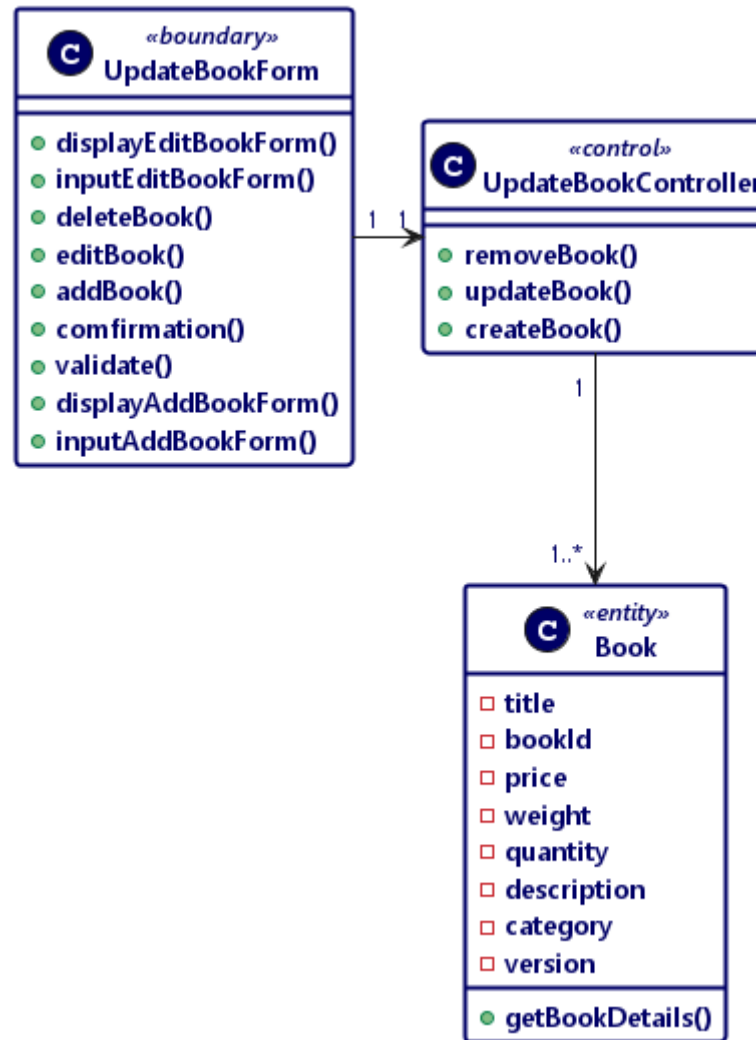 C
«boundary»
UpdateBookForm
displayEditBookForm()
inputEditBookForm()
deleteBook()
editBook()
addBook()
comfirmation()
validate()
displayAddBookForm()
inputAddBookForm()
1 1
C
«control»
UpdateBookController
removeBook()
updateBook()
createBook()
1
1..*
C
«entity»
Book
title
bookId
price
weight
quantity
description
category
version
getBookDetails()